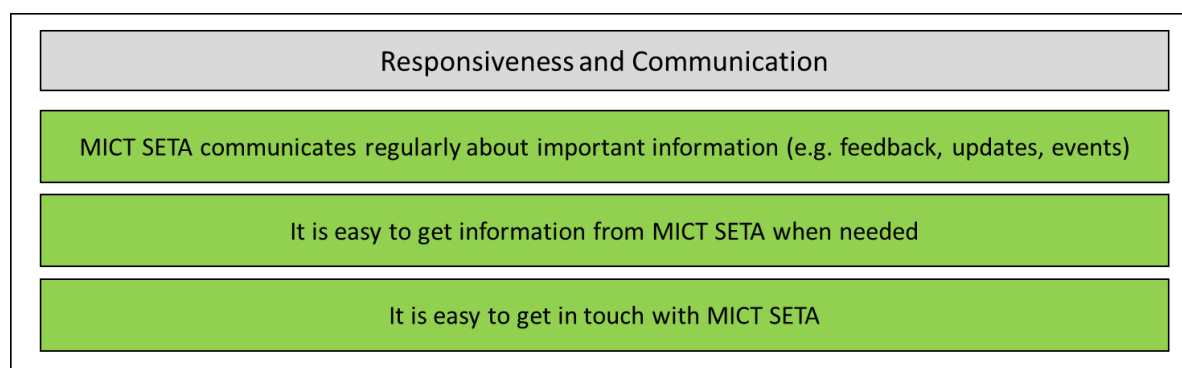 Responsiveness and Communication
MICT SETA communicates regularly about important information (e.g. feedback, updates, events)
It is easy to get information from MICT SETA when needed
It is easy to get in touch with MICT SETA